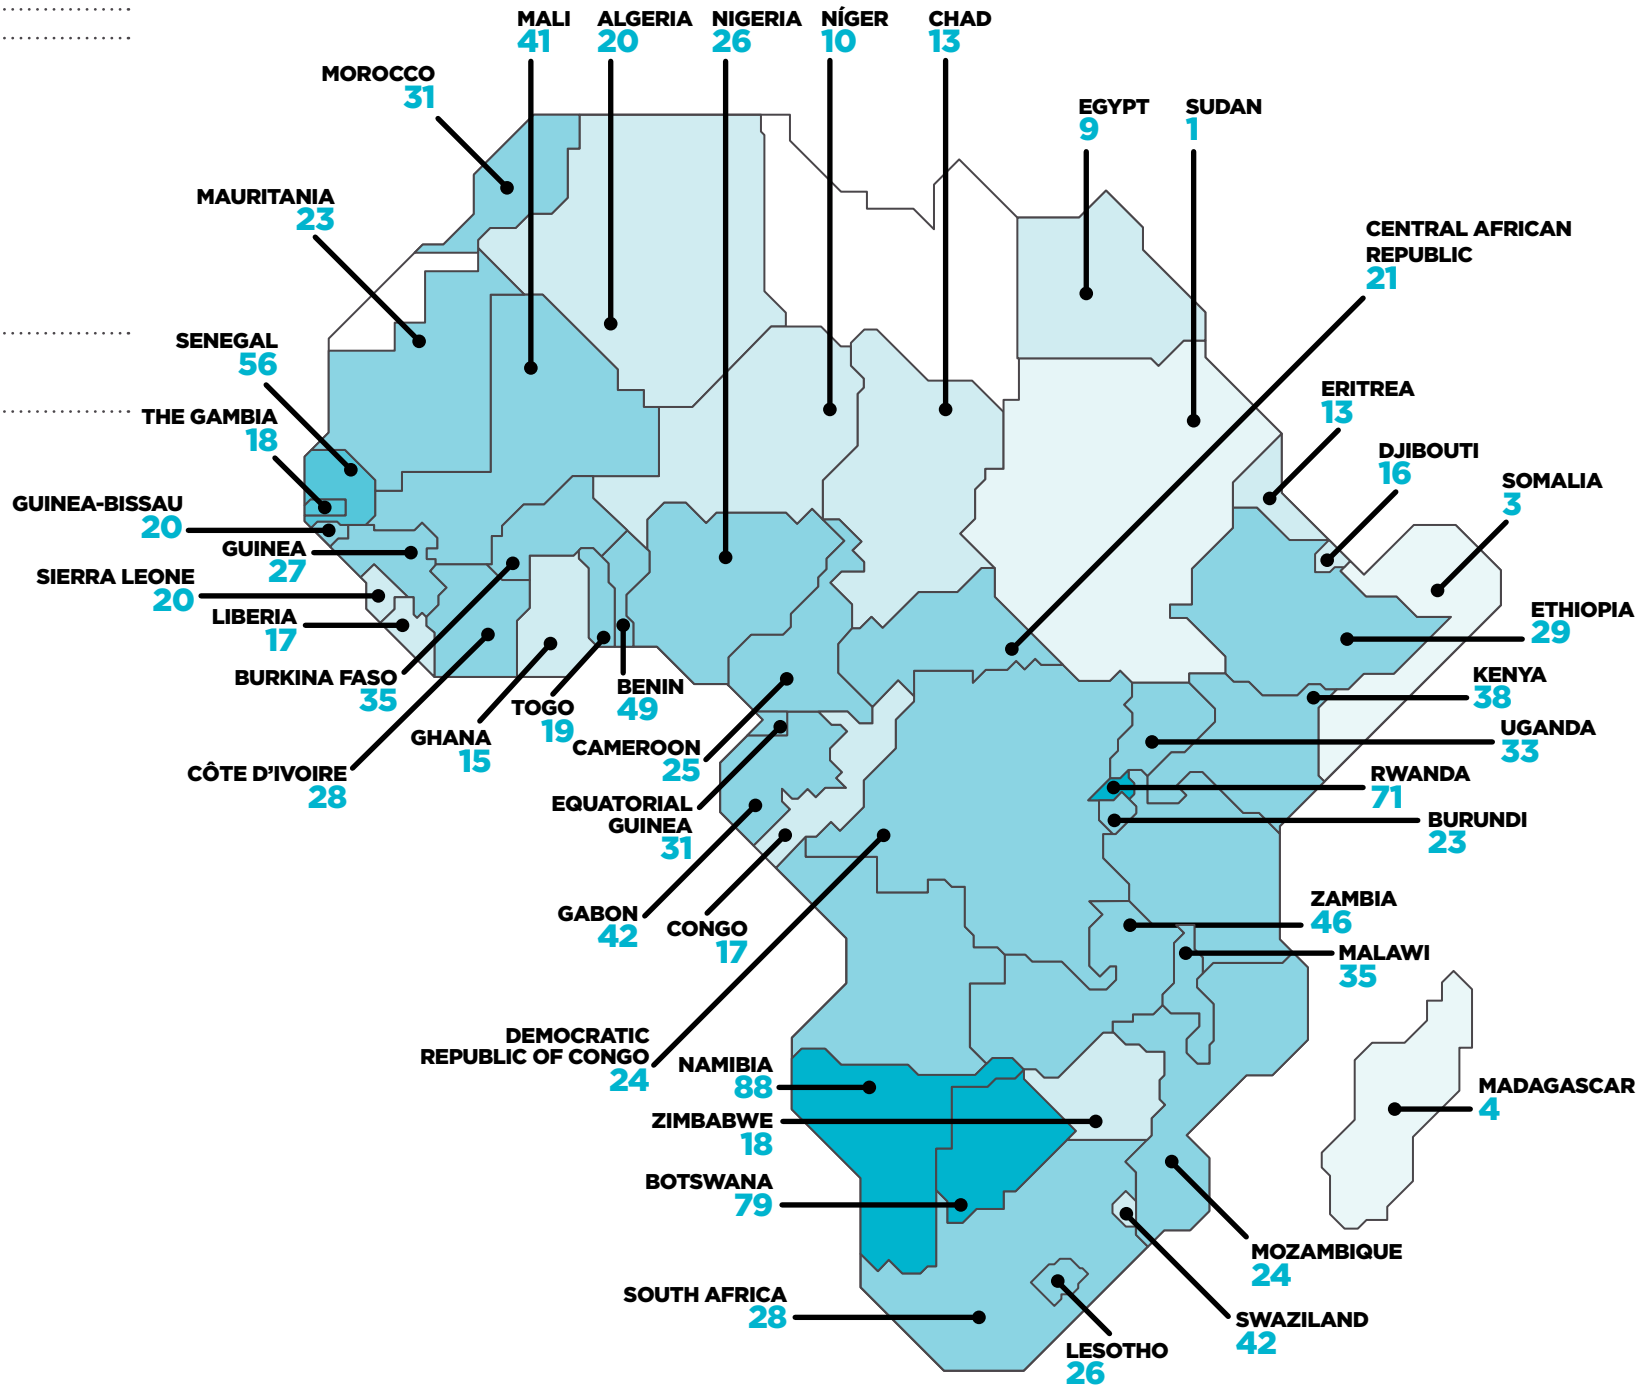 MALI
41
ALGERIA
20
NIGERIA
26
NÍGER
10
CHAD
13
MOROCCO
31
EGYPT
9
SUDAN
1
MAURITANIA
23
CENTRAL AFRICAN
REPUBLIC
21
SENEGAL
56
THE GAMBIA
18
ERITREA
13
DJIBOUTI
16
SOMALIA
3
GUINEA-BISSAU
20
GUINEA
27
SIERRA LEONE
20
LIBERIA
17
ETHIOPIA
29
BURKINA FASO
35
KENYA
38
BENIN
49
TOGO
19
GHANA
15
CAMEROON
25
UGANDA
33
CÔTE D'IVOIRE
28
RWANDA
71
EQUATORIAL
GUINEA
31
BURUNDI
23
GABON
42
CONGO
17
ZAMBIA
46
MALAWI
35
DEMOCRATIC
REPUBLIC OF CONGO
24
NAMIBIA
88
MADAGASCAR
4
ZIMBABWE
18
BOTSWANA
79
MOZAMBIQUE
24
SOUTH AFRICA
28
SWAZILAND
42
LESOTHO
26